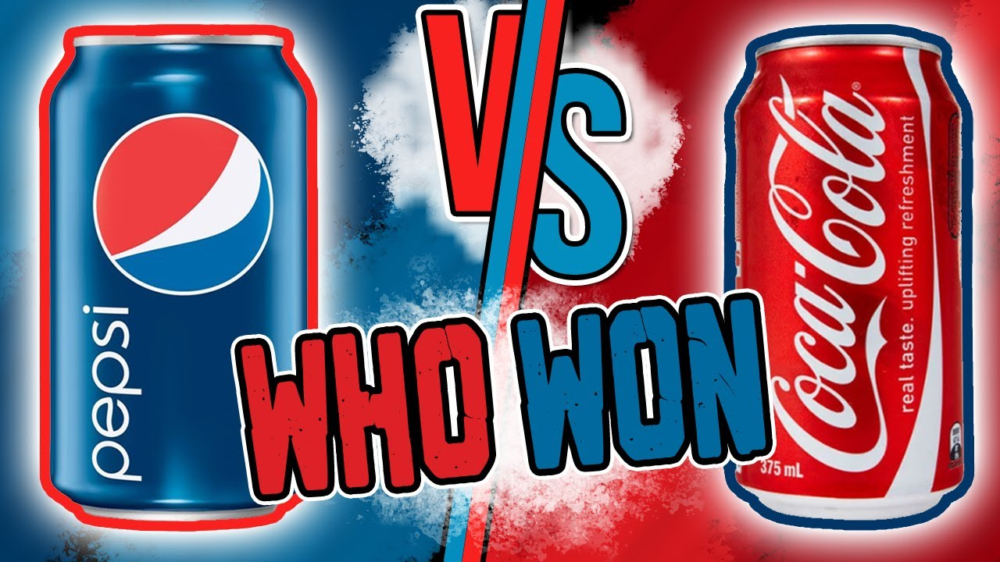 VS
pepsi
WHO WON
Coca-Cola®
real taste. uplifting refreshment
375 mL